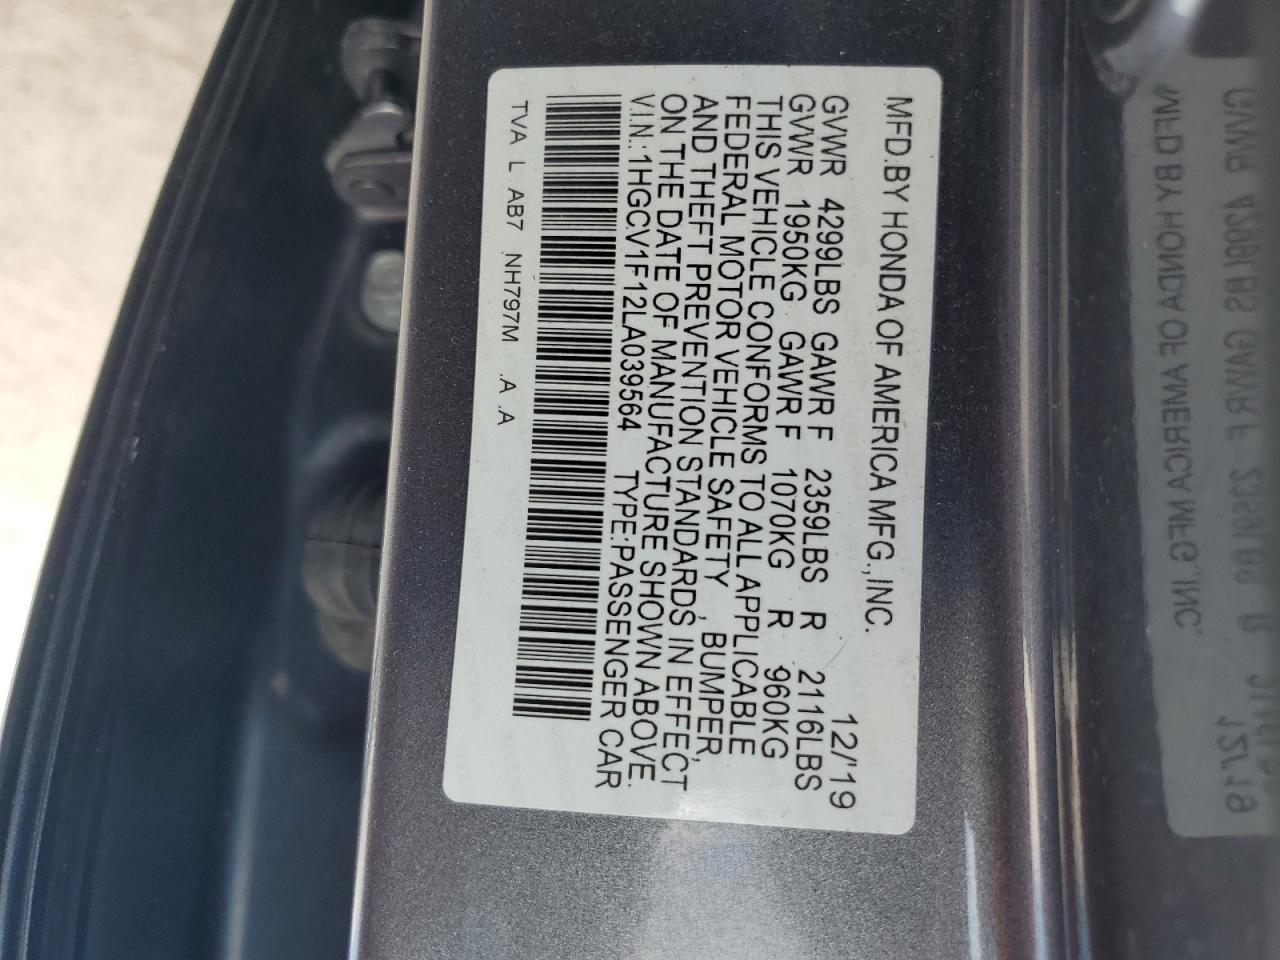 MFD.BY HONDA OF AMERICA MFG.,INC.
12/'19
GVWR 4299LBS GAWR F 2359LBS R 2116LBS
GVWR 1950KG GAWR F 1070KG R 960KG
THIS VEHICLE CONFORMS TO ALL APPLICABLE
FEDERAL MOTOR VEHICLE SAFETY , BUMPER,
AND THEFT PREVENTION STANDARDS IN EFFECT
ON THE DATE OF MANUFACTURE SHOWN ABOVE.
V.I.N.:1HGCV1F12LA039564 TYPE:PASSENGER CAR
TVA L AB7 NH797M .A .A